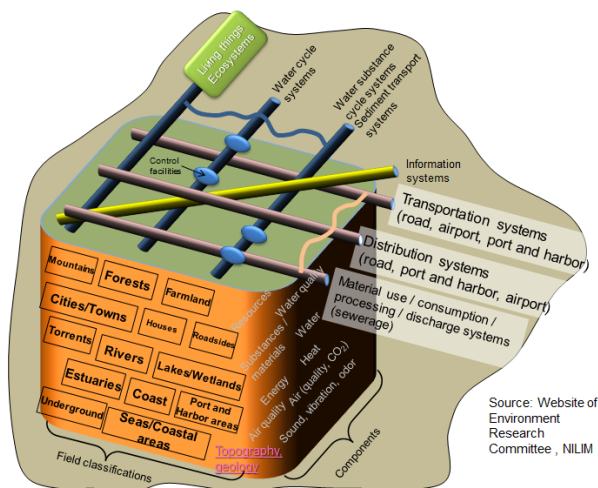 Living things
Ecosystems
Water cycle
systems
Water substance
cycle systems
Sediment transport
systems
Control
facilities
Information
systems
Transportation systems
(road, airport, port and harbor)
Distribution systems
(road, port and harbor, airport)
Material use / consumption /
processing / discharge systems
(sewerage)
Mountains
Forests
Farmland
Cities/Towns
Houses
Roadsides
Torrents
Rivers
Lakes/Wetlands
Estuaries
Coast
Port and
Harbor areas
Underground
Seas/Coastal
areas
Resources
Substances /
materials
Energy
Air quality
Water quality
Water
Heat
Air (quality, CO₂)
Sound, vibration, odor
Topography,
geology
Field classifications
Components
Source: Website of
Environment
Research
Committee , NILIM